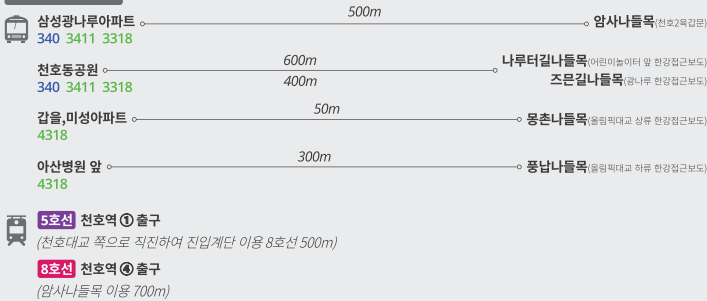 삼성광나루아파트 500m 암사나들목(천호2육갑문)
340 3411 3318
천호동공원 600m 나루터길나들목(어린이놀이터 앞 한강접근보도)
340 3411 3318 400m 즈믄길나들목(광나루 한강접근보도)
갑을,미성아파트 50m 몽촌나들목(올림픽대교 상류 한강접근보도)
4318
아산병원 앞 300m 풍납나들목(올림픽대교 하류 한강접근보도)
4318
5호선 천호역 ① 출구
(천호대교 쪽으로 직진하여 진입계단 이용 8호선 500m)
8호선 천호역 ④ 출구
(암사나들목 이용 700m)